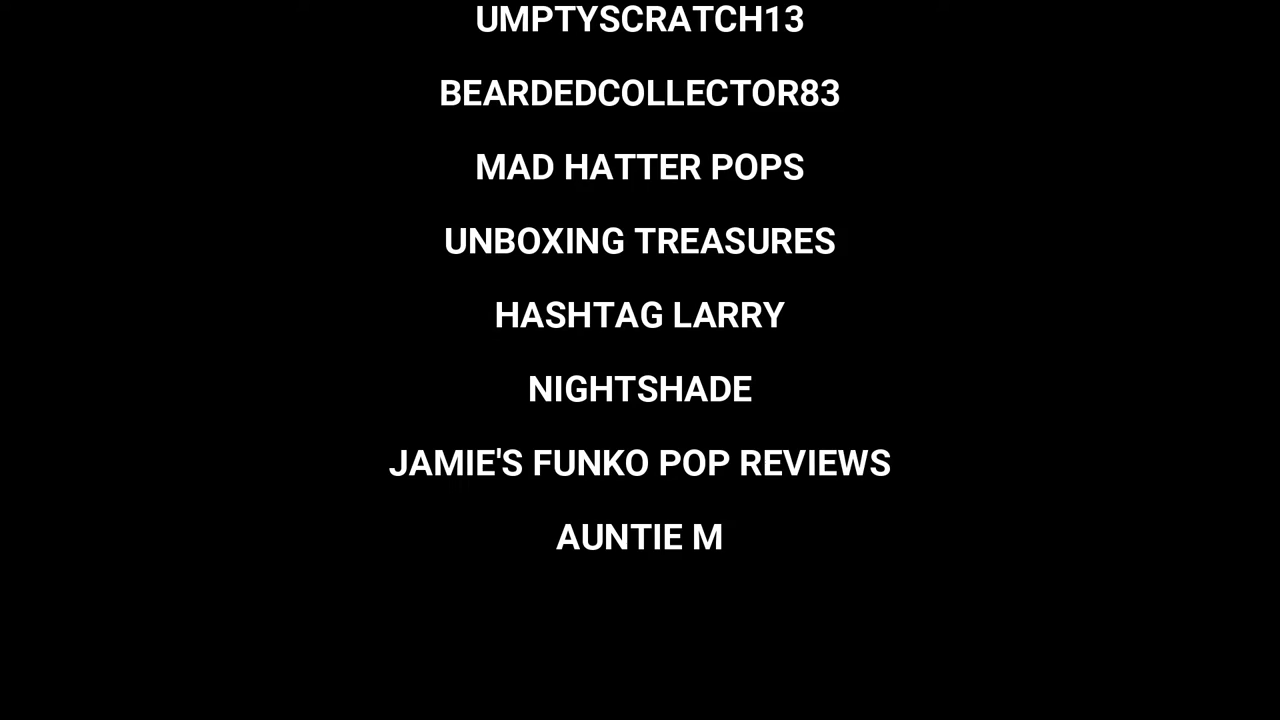 UMPTYSCRATCH13
BEARDEDCOLLECTOR83
MAD HATTER POPS
UNBOXING TREASURES
HASHTAG LARRY
NIGHTSHADE
JAMIE'S FUNKO POP REVIEWS
AUNTIE M